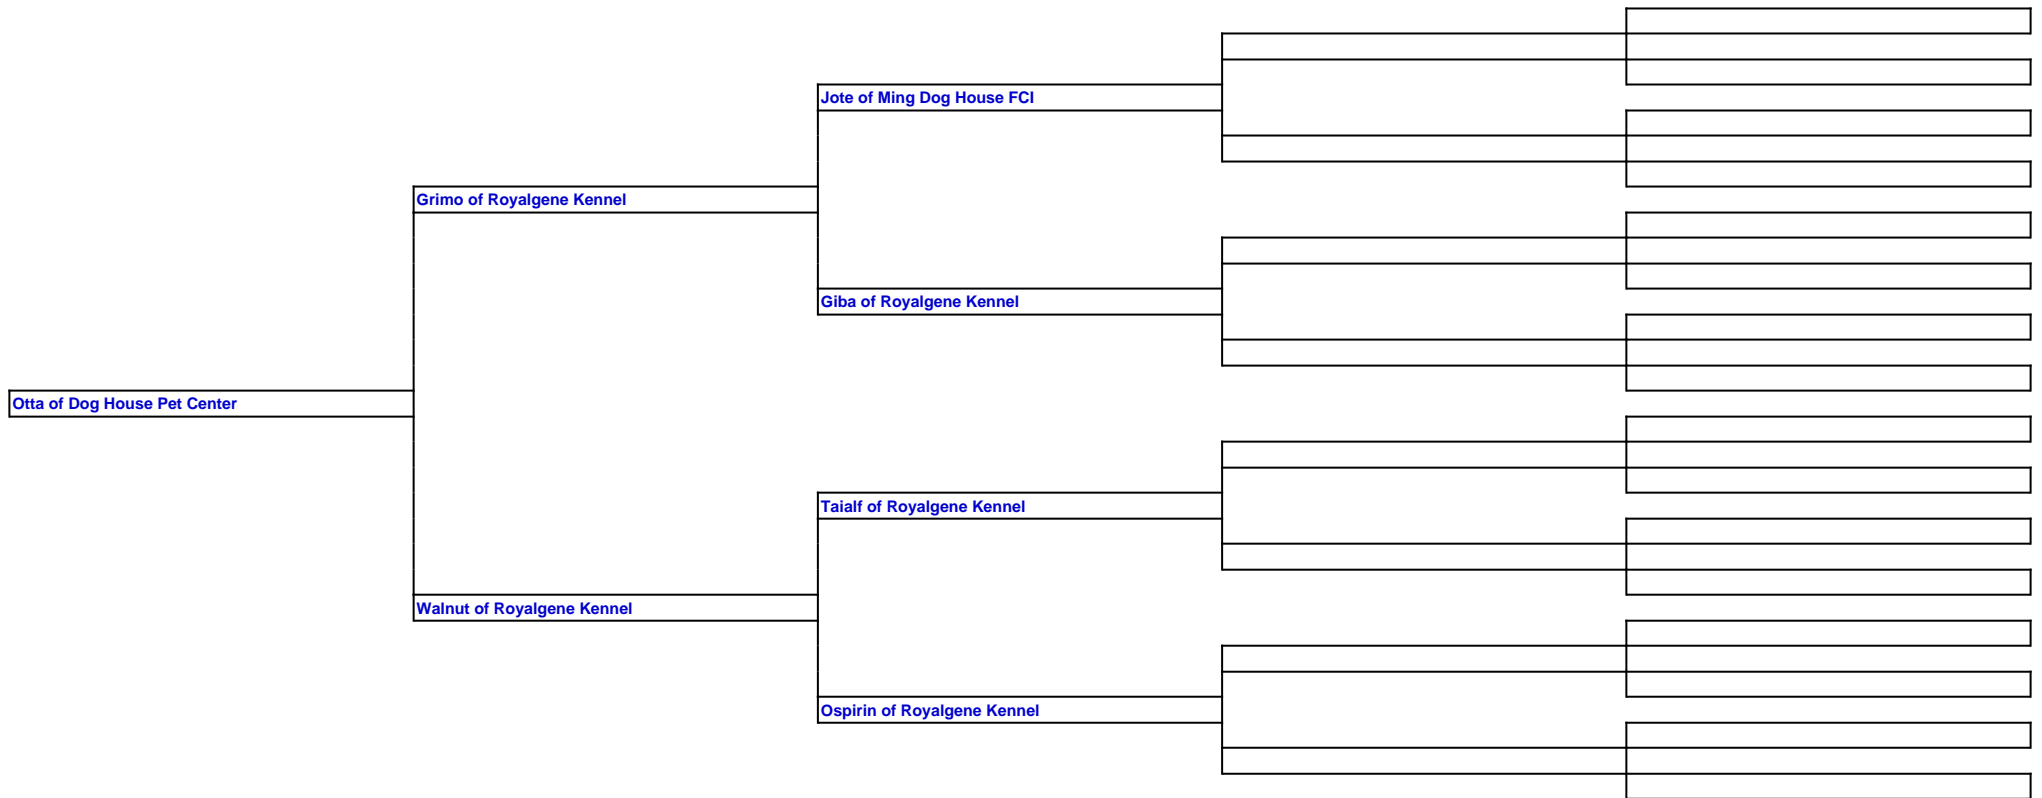 Jote of Ming Dog House FCI
Grimo of Royalgene Kennel
Giba of Royalgene Kennel
Otta of Dog House Pet Center
Taialf of Royalgene Kennel
Walnut of Royalgene Kennel
Ospirin of Royalgene Kennel